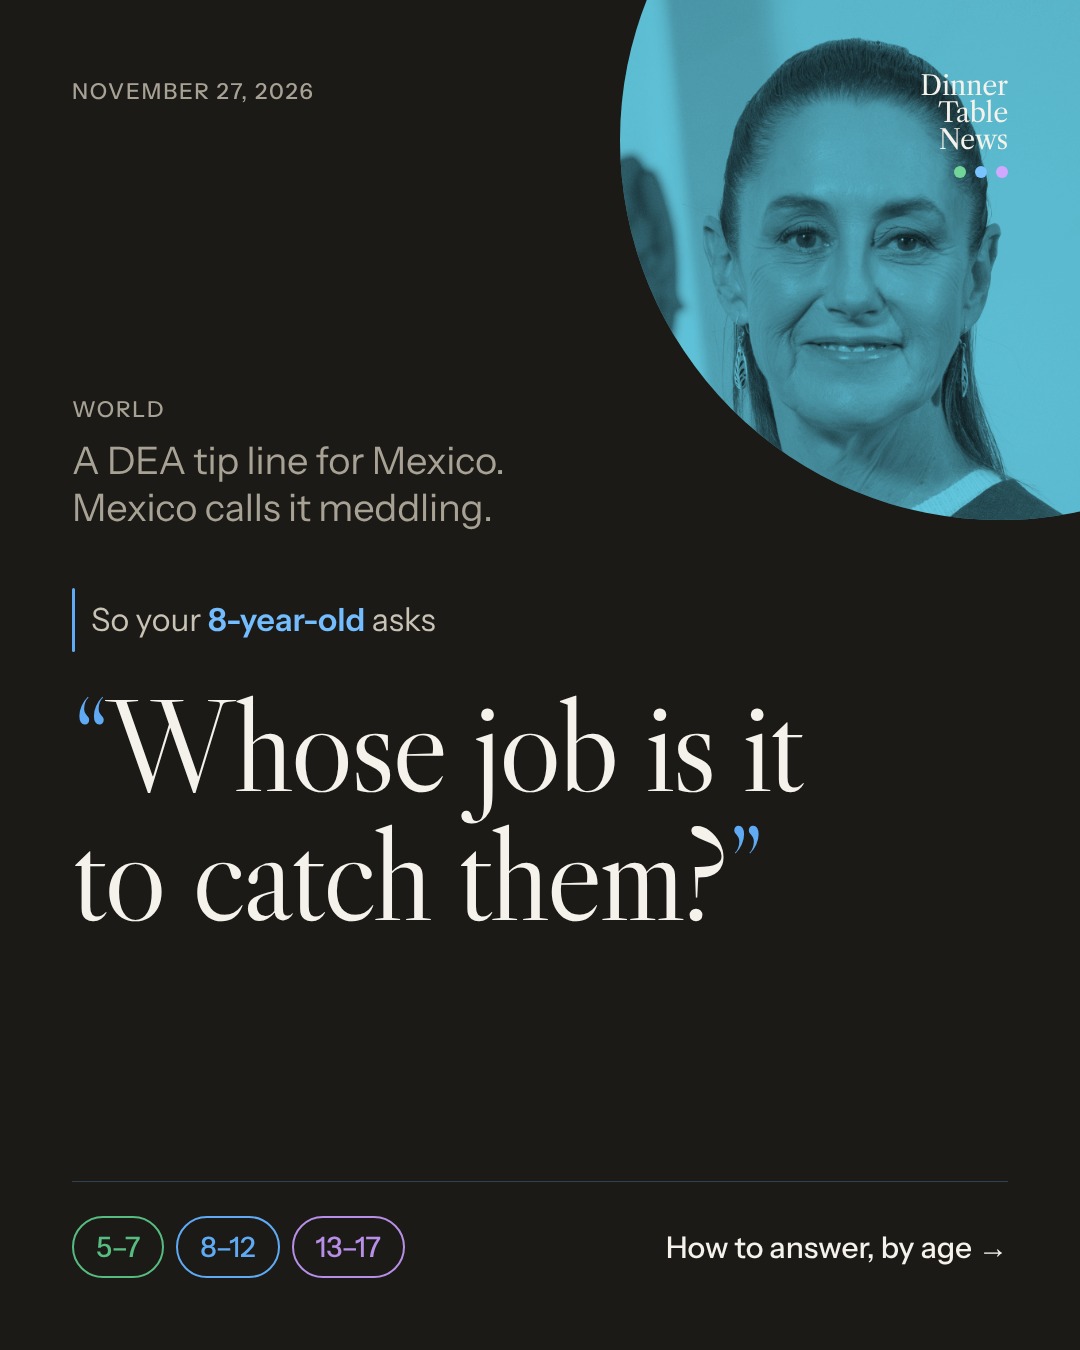 NOVEMBER 27, 2026
Dinner
Table
News
WORLD
A DEA tip line for Mexico.
Mexico calls it meddling.
So your 8-year-old asks
“Whose job is it
to catch them?”
5–7 8–12 13–17
How to answer, by age →